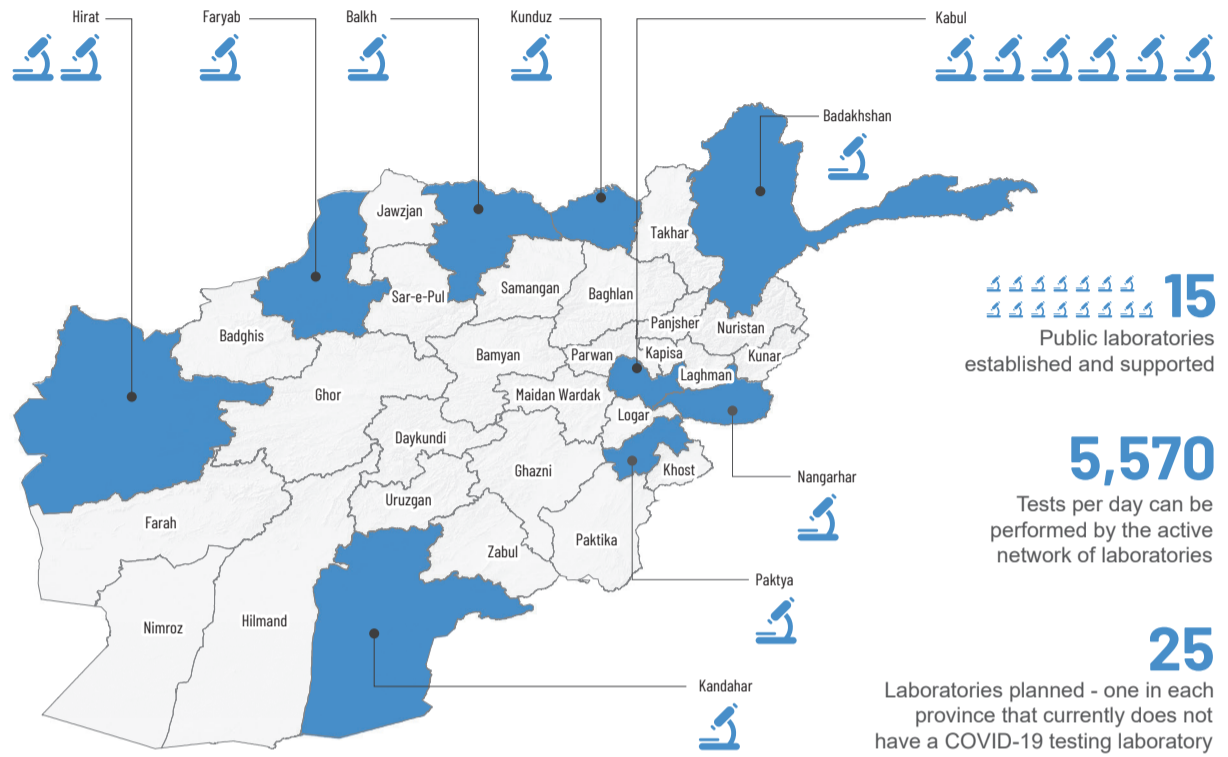 Hirat
Faryab
Balkh
Kunduz
Kabul
Badakhshan
Jawzjan
Takhar
Sar-e-Pul
Samangan
Baghlan
Badghis
Panjsher
Nuristan
Bamyan
Parwan
Kapisa
Kunar
Laghman
Ghor
Maidan Wardak
Logar
Daykundi
Ghazni
Khost
Nangarhar
Uruzgan
Farah
Zabul
Paktika
Paktya
Nimroz
Hilmand
Kandahar
15
Public laboratories
established and supported
5,570
Tests per day can be
performed by the active
network of laboratories
25
Laboratories planned - one in each
province that currently does not
have a COVID-19 testing laboratory